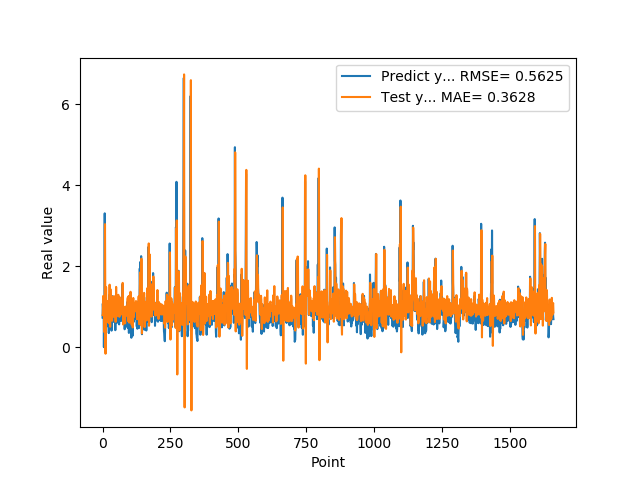 Predict y... RMSE= 0.5625
Test y... MAE= 0.3628
6
4
2
0
Real value
0 250 500 750 1000 1250 1500
Point